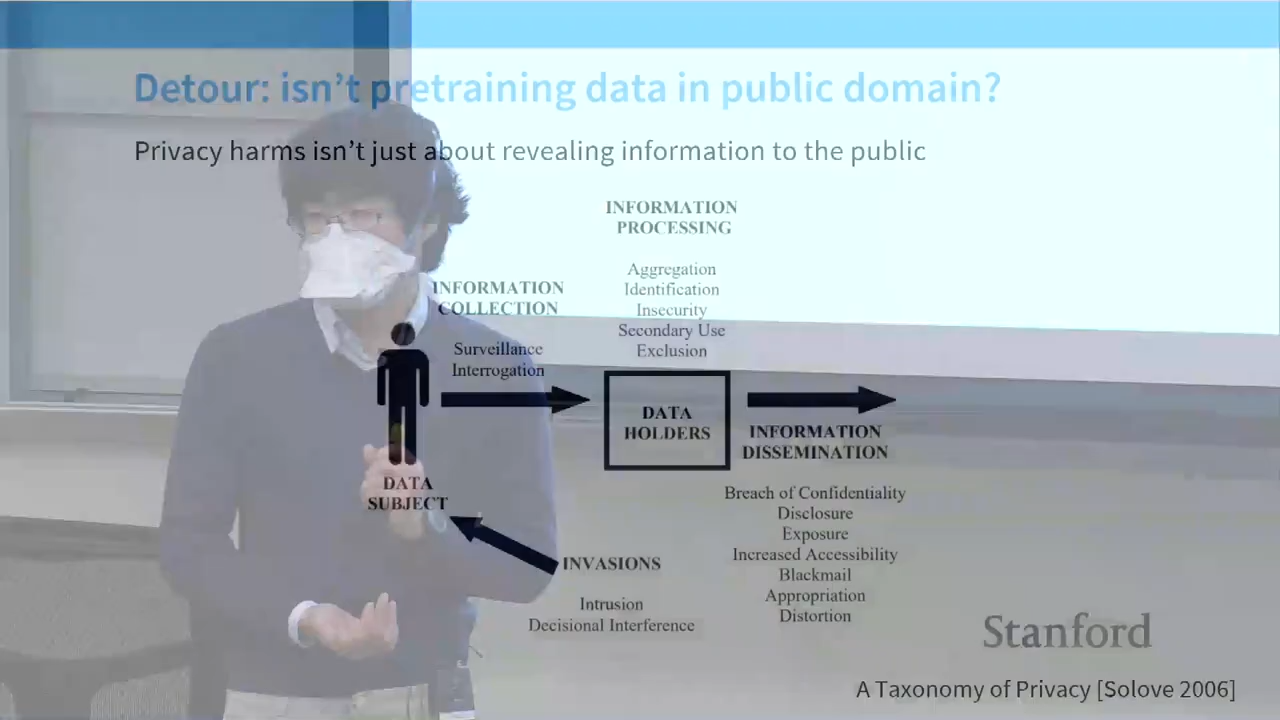 Detour: isn't pretraining data in public domain?
Privacy harms isn't just about revealing information to the public
INFORMATION
PROCESSING
Aggregation
Identification
Insecurity
Secondary Use
Exclusion
INFORMATION
COLLECTION
Surveillance
Interrogation
DATA
HOLDERS
INFORMATION
DISSEMINATION
Breach of Confidentiality
Disclosure
Exposure
Increased Accessibility
Blackmail
Appropriation
Distortion
DATA
SUBJECT
INVASIONS
Intrusion
Decisional Interference
Stanford
A Taxonomy of Privacy [Solove 2006]